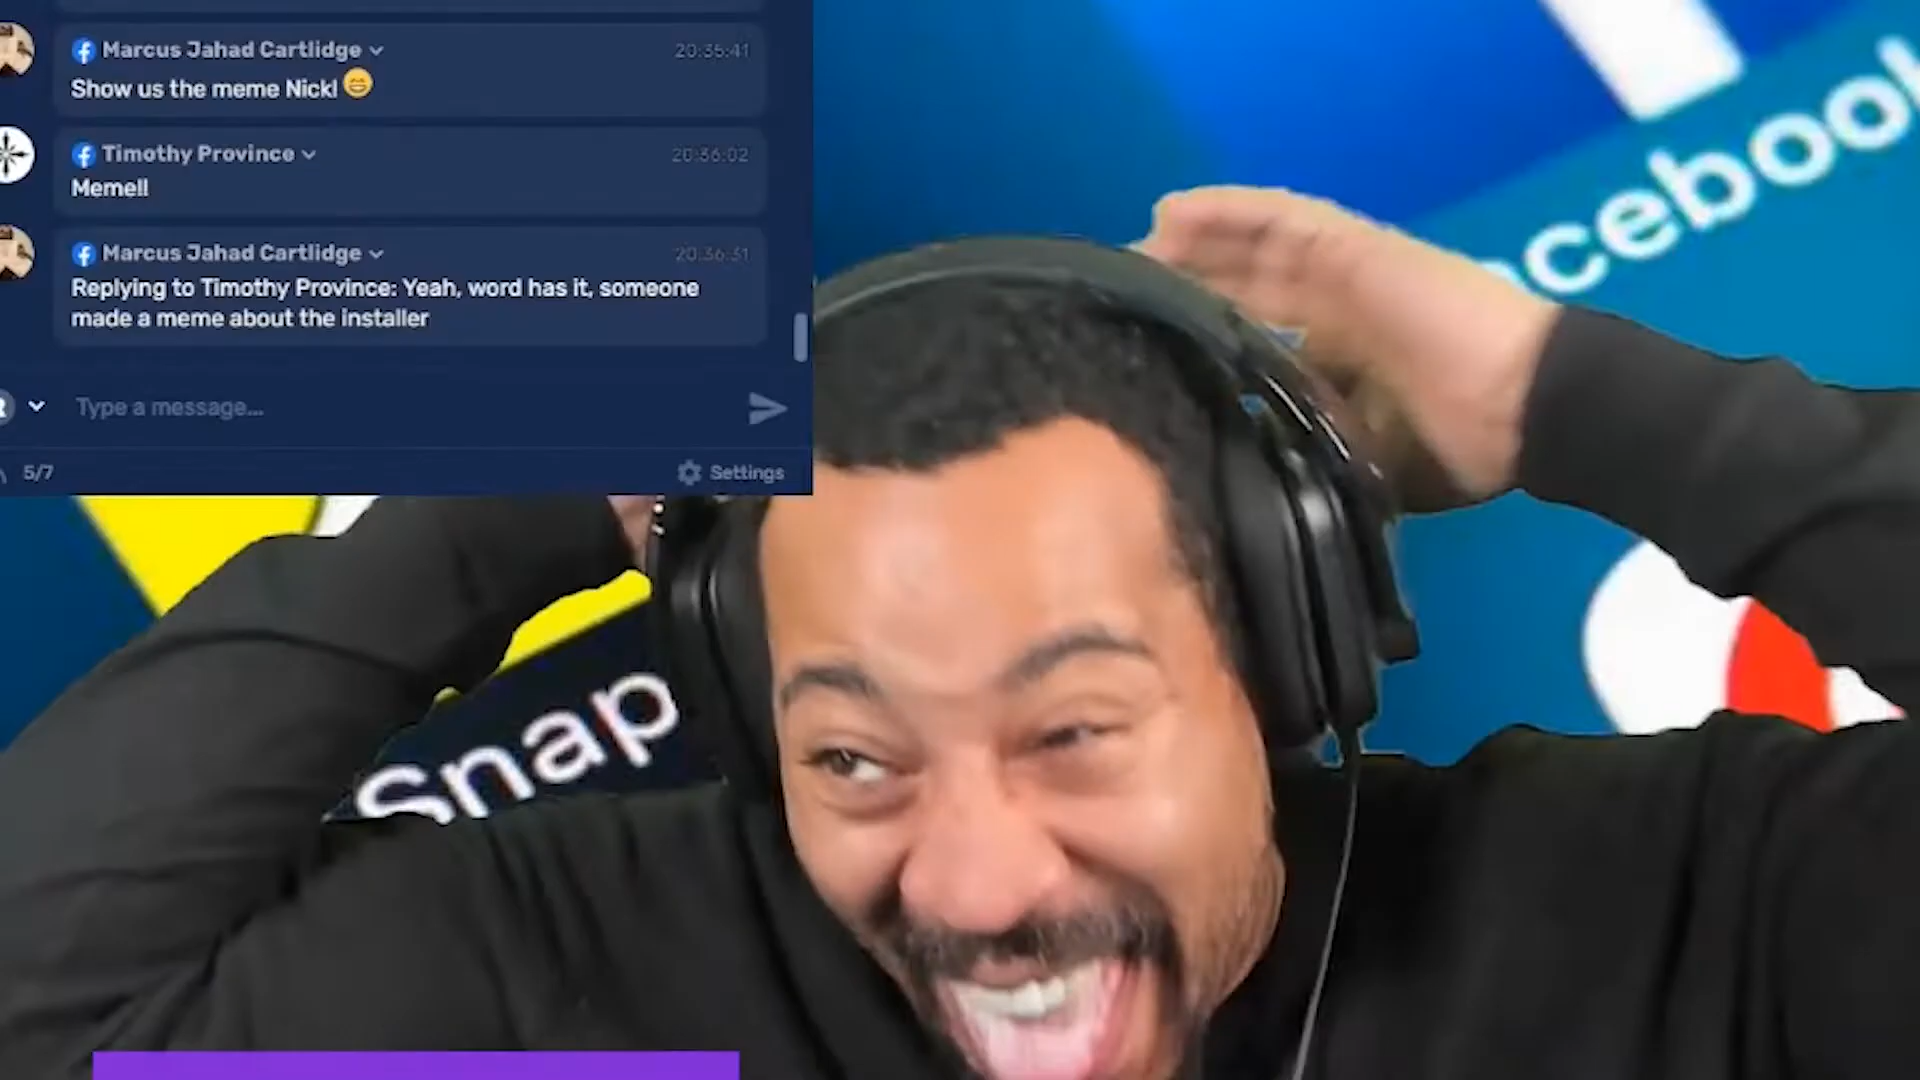 Marcus Jahad Cartlidge
20:35:41
Show us the meme Nick! 😄
Timothy Province
20:36:02
Meme!!
Marcus Jahad Cartlidge
20:36:31
Replying to Timothy Province: Yeah, word has it, someone
made a meme about the installer
Type a message...
5/7
Settings
cebook
Snap